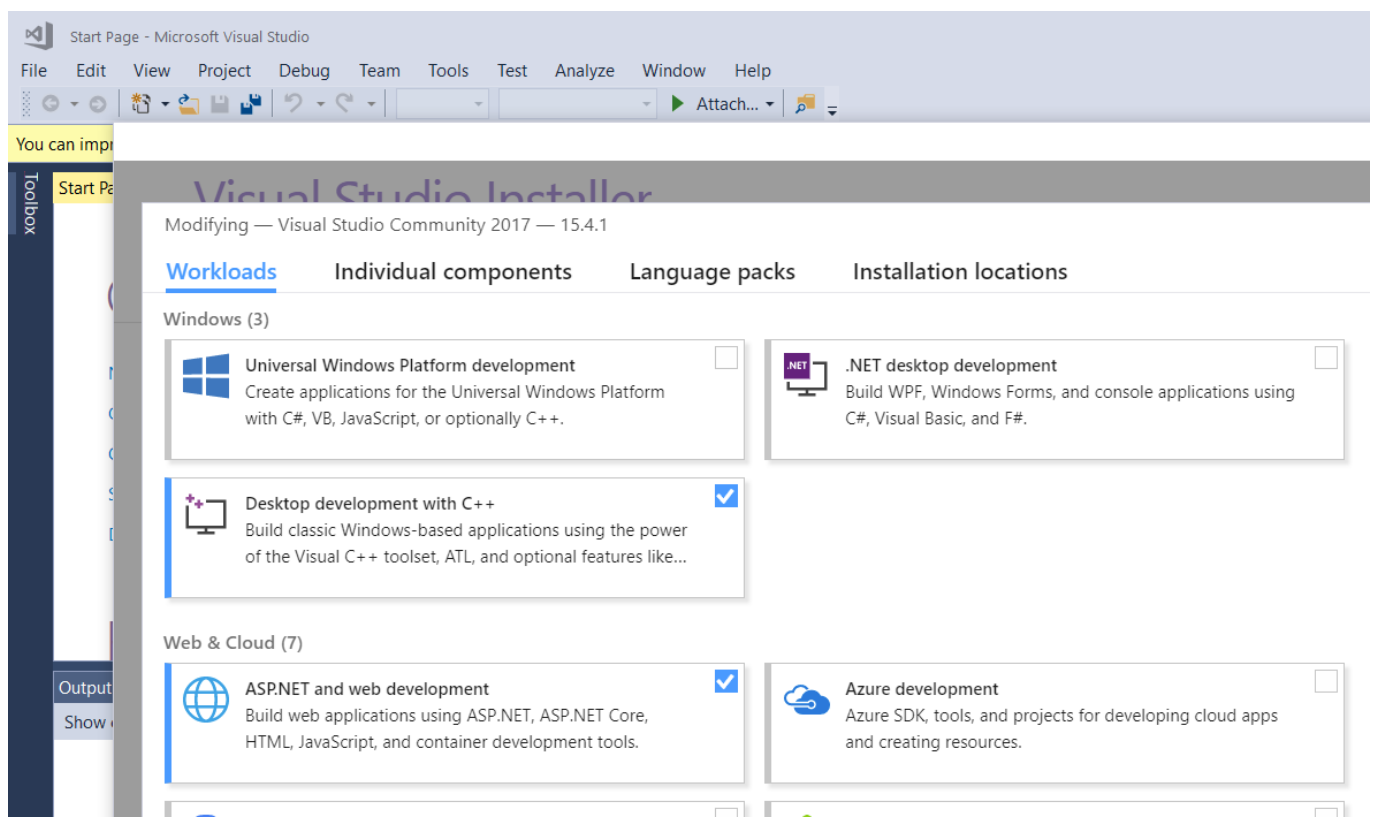 Start Page - Microsoft Visual Studio
File Edit View Project Debug Team Tools Test Analyze Window Help
Attach...
You can
Toolbox
Start
Visual Studio Installer
Modifying — Visual Studio Community 2017 — 15.4.1
Workloads Individual components Language packs Installation locations
Windows (3)
Universal Windows Platform development
Create applications for the Universal Windows Platform
with C#, VB, JavaScript, or optionally C++.
.NET
.NET desktop development
Build WPF, Windows Forms, and console applications using
C#, Visual Basic, and F#.
Desktop development with C++
Build classic Windows-based applications using the power
of the Visual C++ toolset, ATL, and optional features like...
Web & Cloud (7)
ASP.NET and web development
Build web applications using ASP.NET, ASP.NET Core,
HTML, JavaScript, and container development tools.
Azure development
Azure SDK, tools, and projects for developing cloud apps
and creating resources.
Output
Show